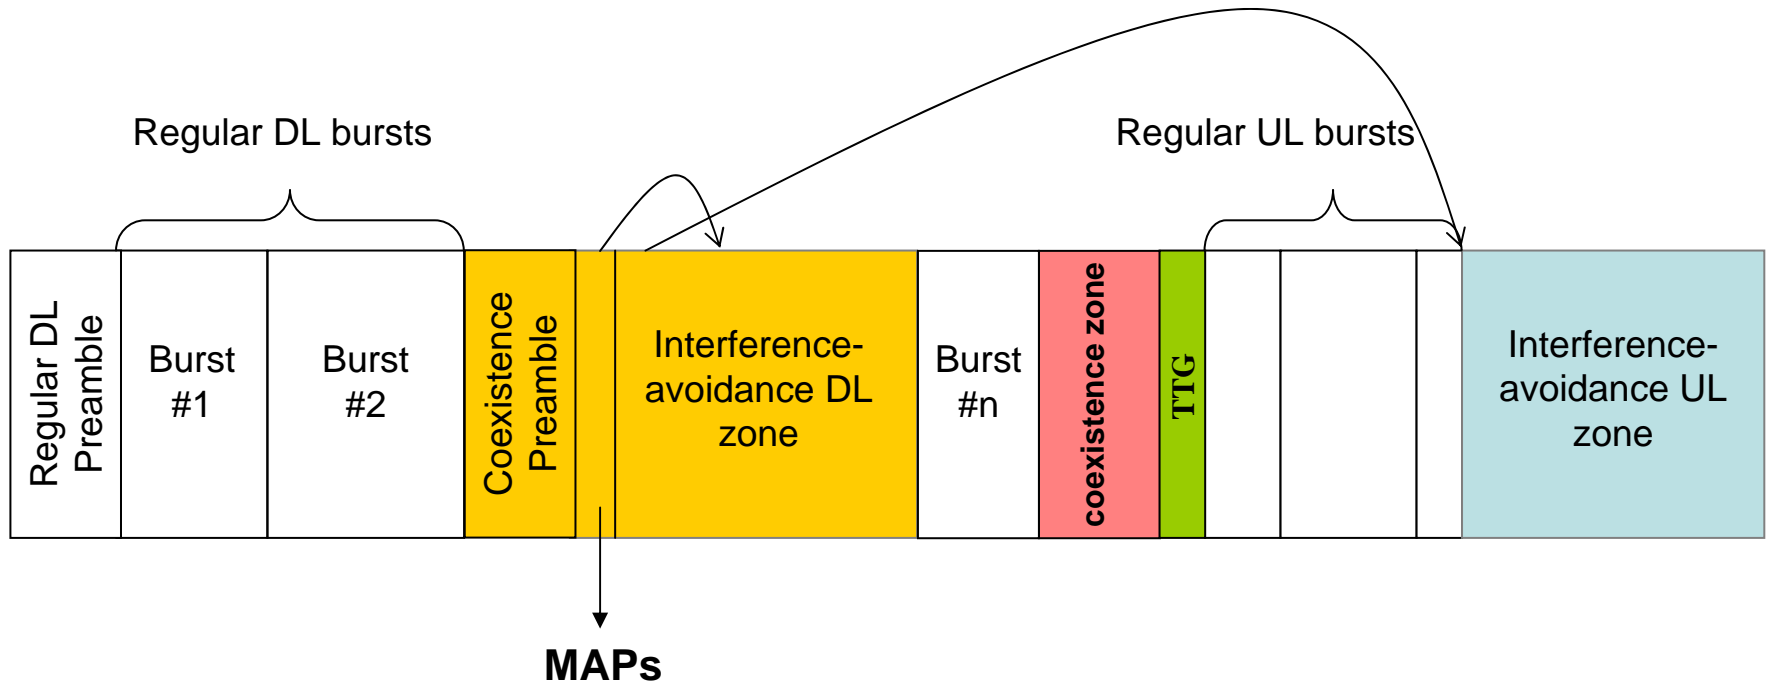 Regular DL bursts
Regular UL bursts
Regular DL
Preamble
Burst
#1
Burst
#2
Coexistence
Preamble
Interference-
avoidance DL
zone
Burst
#n
coexistence zone
TTG
Interference-
avoidance UL
zone
MAPs